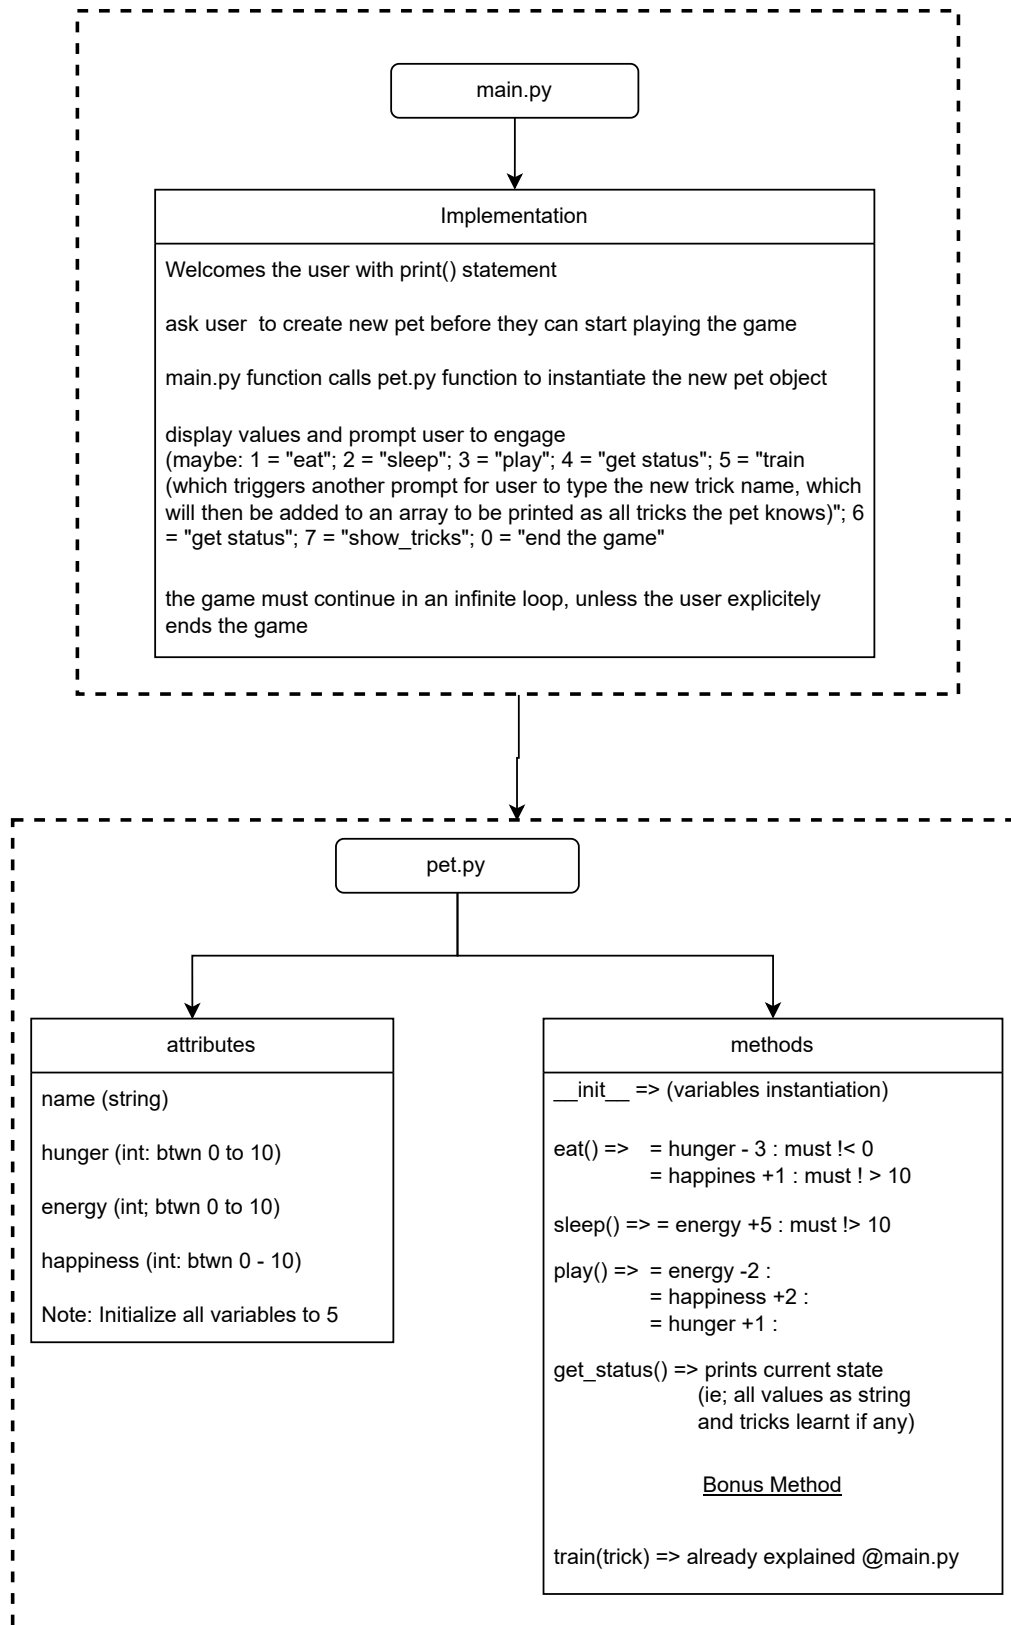 main.py
Implementation
Welcomes the user with print() statement
ask user  to create new pet before they can start playing the game
main.py function calls pet.py function to instantiate the new pet object
display values and prompt user to engage
(maybe: 1 = "eat"; 2 = "sleep"; 3 = "play"; 4 = "get status"; 5 = "train
(which triggers another prompt for user to type the new trick name, which
will then be added to an array to be printed as all tricks the pet knows)"; 6
= "get status"; 7 = "show_tricks"; 0 = "end the game"
the game must continue in an infinite loop, unless the user explicitely
ends the game
pet.py
attributes
name (string)
hunger (int: btwn 0 to 10)
energy (int; btwn 0 to 10)
happiness (int: btwn 0 - 10)
Note: Initialize all variables to 5
methods
__init__ => (variables instantiation)
eat() =>   = hunger - 3 : must !< 0
= happines +1 : must ! > 10
sleep() => = energy +5 : must !> 10
play() =>  = energy -2 :
= happiness +2 :
= hunger +1 :
get_status() => prints current state
(ie; all values as string
and tricks learnt if any)
Bonus Method
train(trick) => already explained @main.py